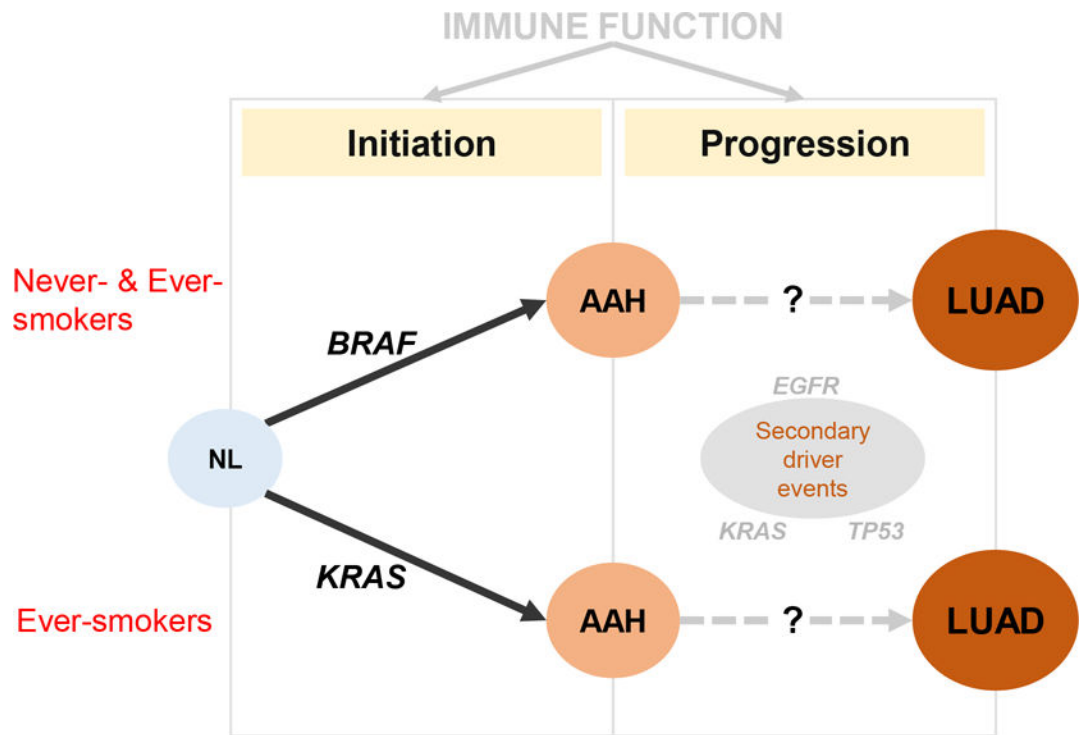 IMMUNE FUNCTION
Initiation
Progression
Never- & Ever-
smokers
BRAF
AAH
?
LUAD
NL
EGFR
Secondary
driver
events
KRAS
TP53
KRAS
Ever-smokers
AAH
?
LUAD